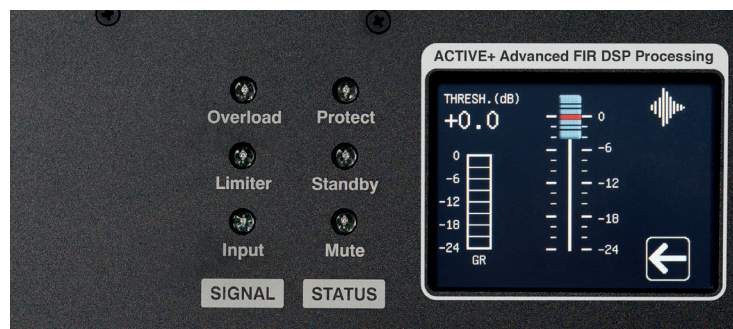 ACTIVE+ Advanced FIR DSP Processing
Overload Protect
Limiter Standby
Input Mute
SIGNAL STATUS
THRESH.(dB)
+0.0
0
-6
-12
-18
-24
GR
0
-6
-12
-18
-24